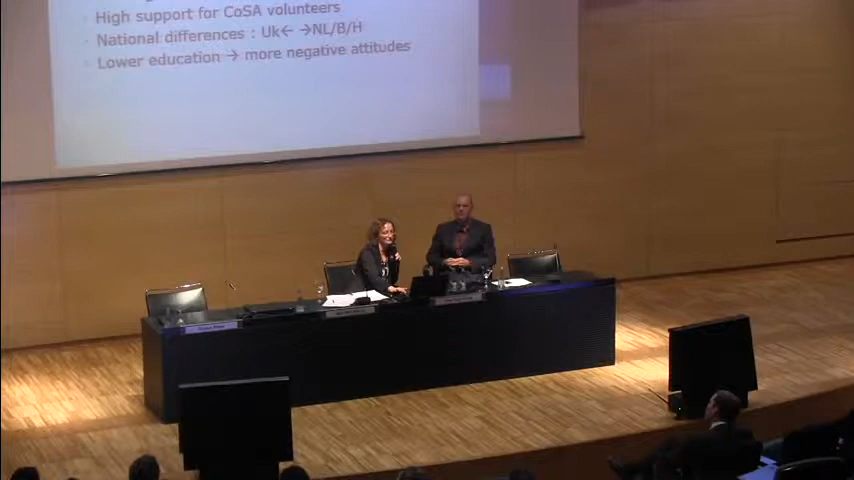 High support for CoSA volunteers
National differences : Uk← → NL/B/H
Lower education → more negative attitudes